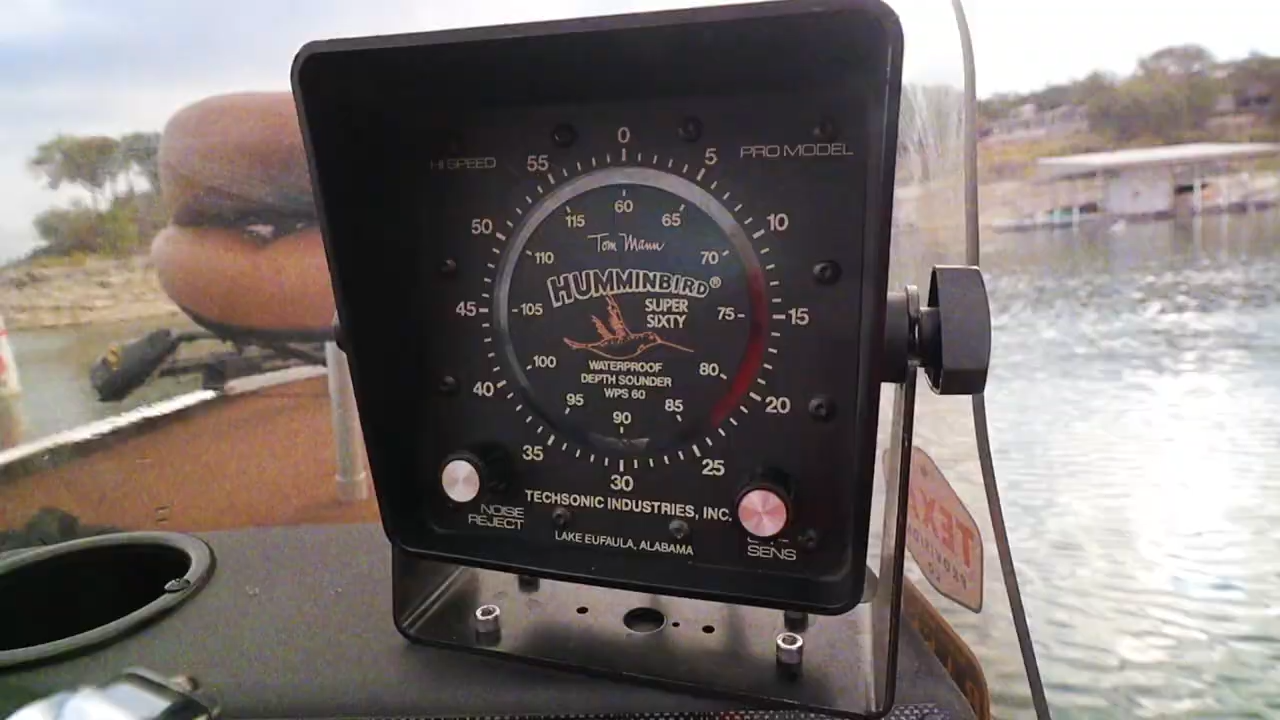 HI SPEED
PRO MODEL
0
5
10
15
20
25
30
35
40
45
50
55
60
65
70
75
80
85
90
95
100
105
110
115
Tom Mann
HUMMINBIRD®
SUPER
SIXTY
WATERPROOF
DEPTH SOUNDER
WPS 60
TECHSONIC INDUSTRIES, INC.
LAKE EUFAULA, ALABAMA
NOISE
REJECT
SENS